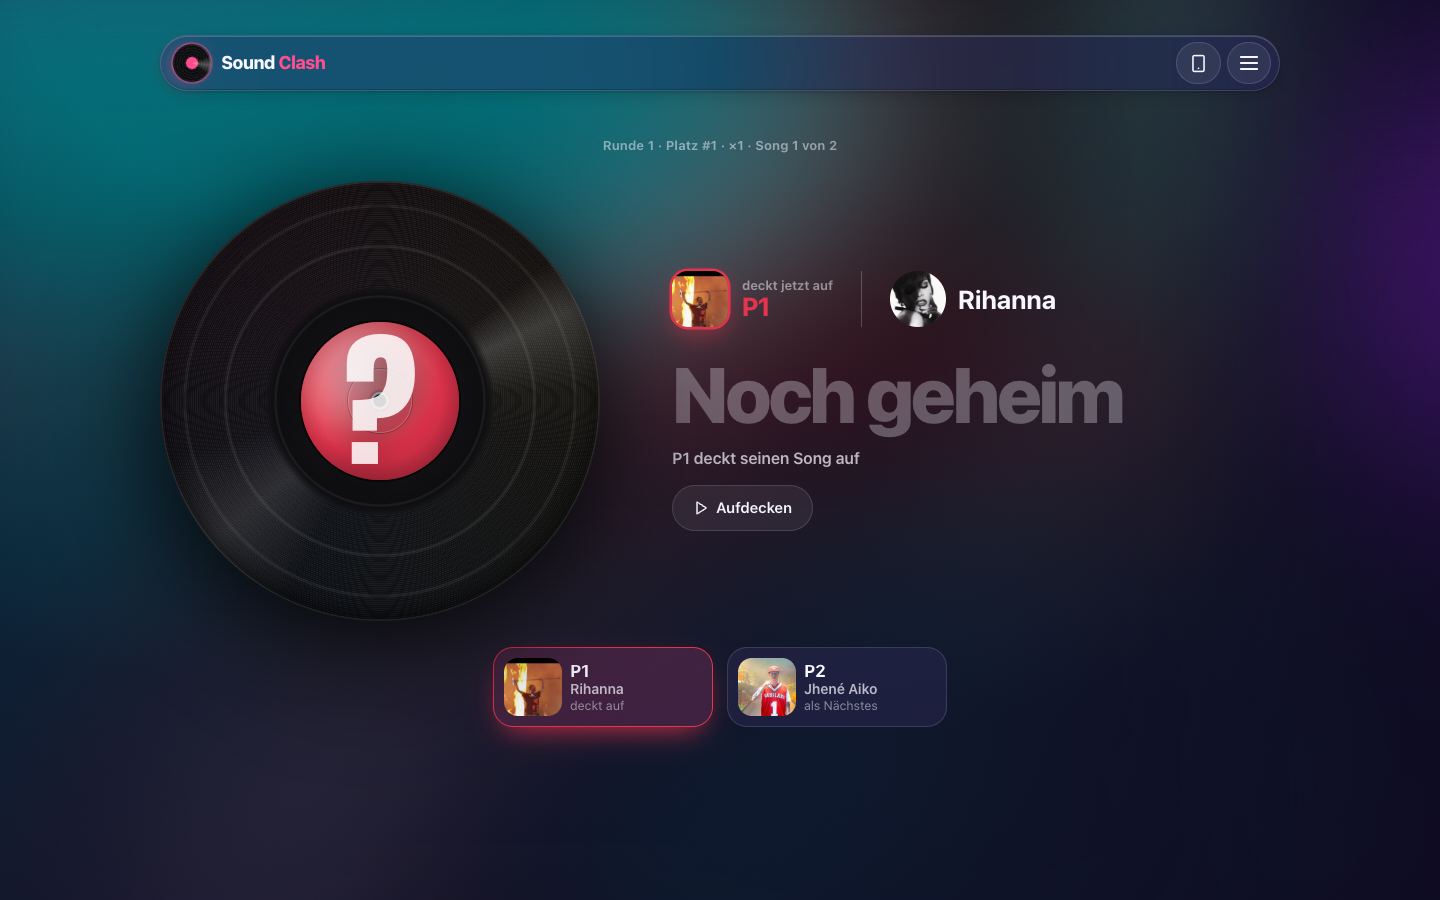 Sound Clash
Runde 1 · Platz #1 · ×1 · Song 1 von 2
?
deckt jetzt auf
P1
Rihanna
Noch geheim
P1 deckt seinen Song auf
Aufdecken
P1
Rihanna
deckt auf
P2
Jhené Aiko
als Nächstes